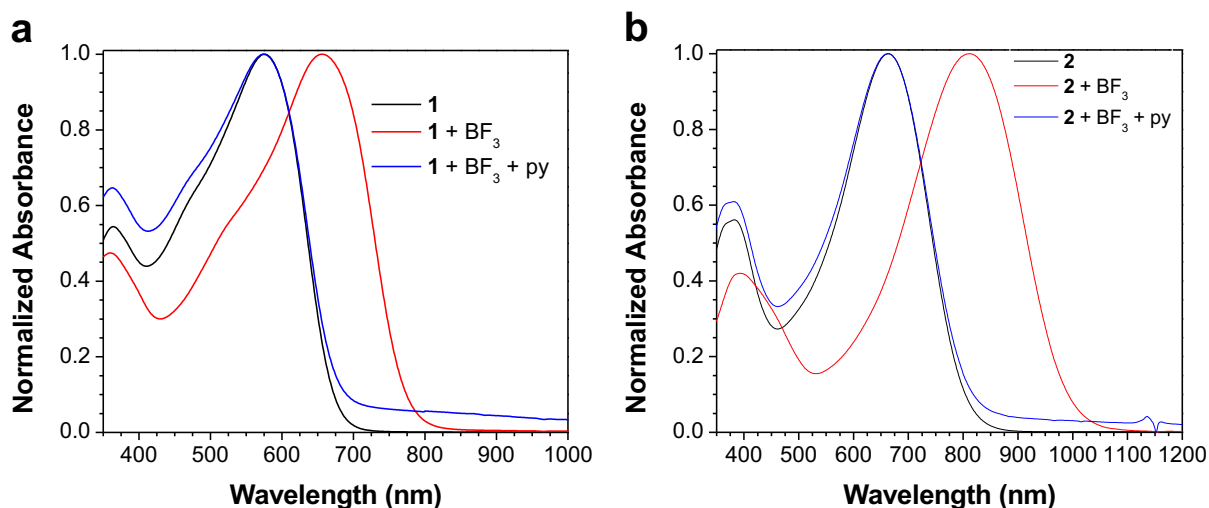 a
1.0
0.8
0.6
0.4
0.2
0.0
Normalized Absorbance
400 500 600 700 800 900 1000
Wavelength (nm)
1
1 + BF₃
1 + BF₃ + py
b
1.0
0.8
0.6
0.4
0.2
0.0
Normalized Absorbance
400 500 600 700 800 900 1000 1100 1200
Wavelength (nm)
2
2 + BF₃
2 + BF₃ + py